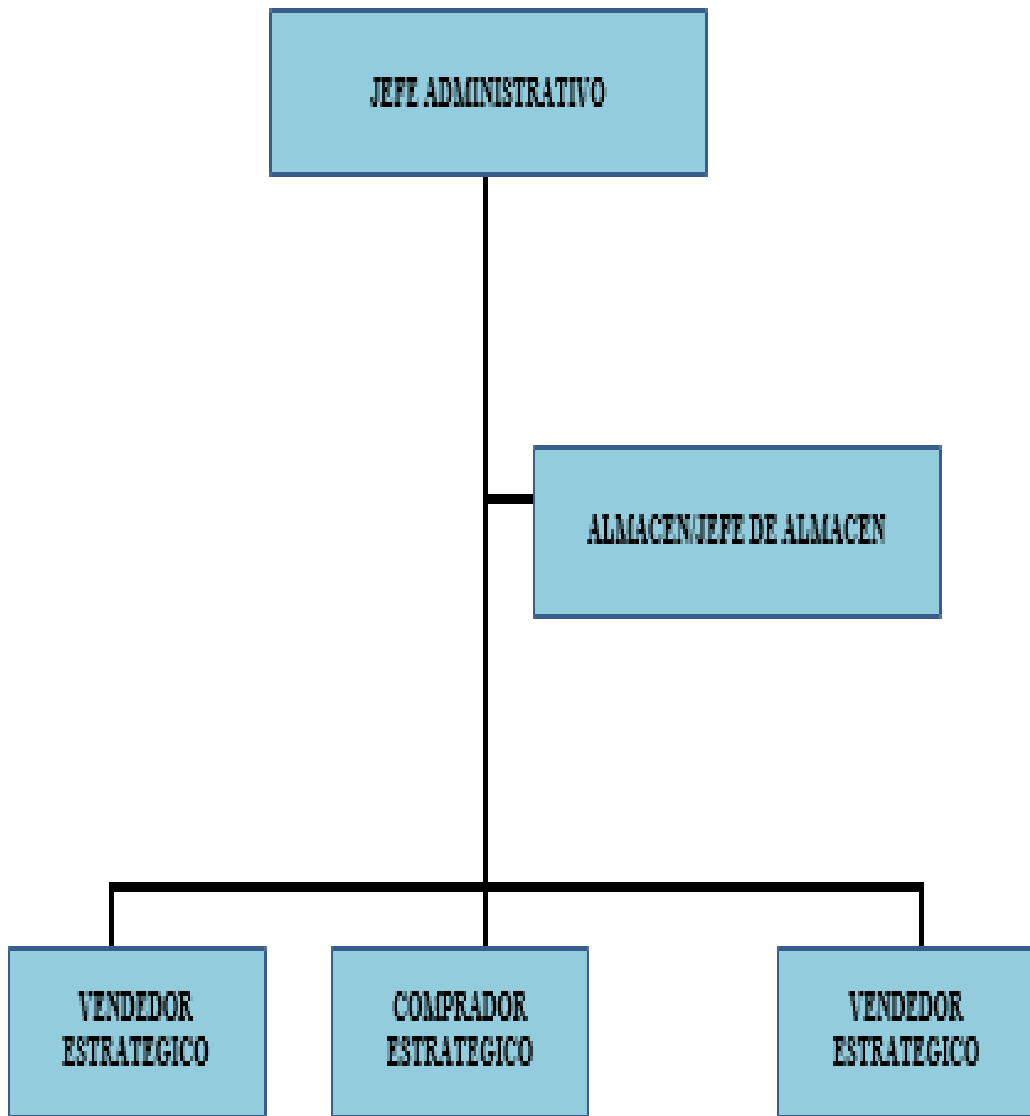 JEFE ADMINISTRATIVO
ALMACEN/JEFE DE ALMACEN
VENDEDOR
ESTRATEGICO
COMPRADOR
ESTRATEGICO
VENDEDOR
ESTRATEGICO